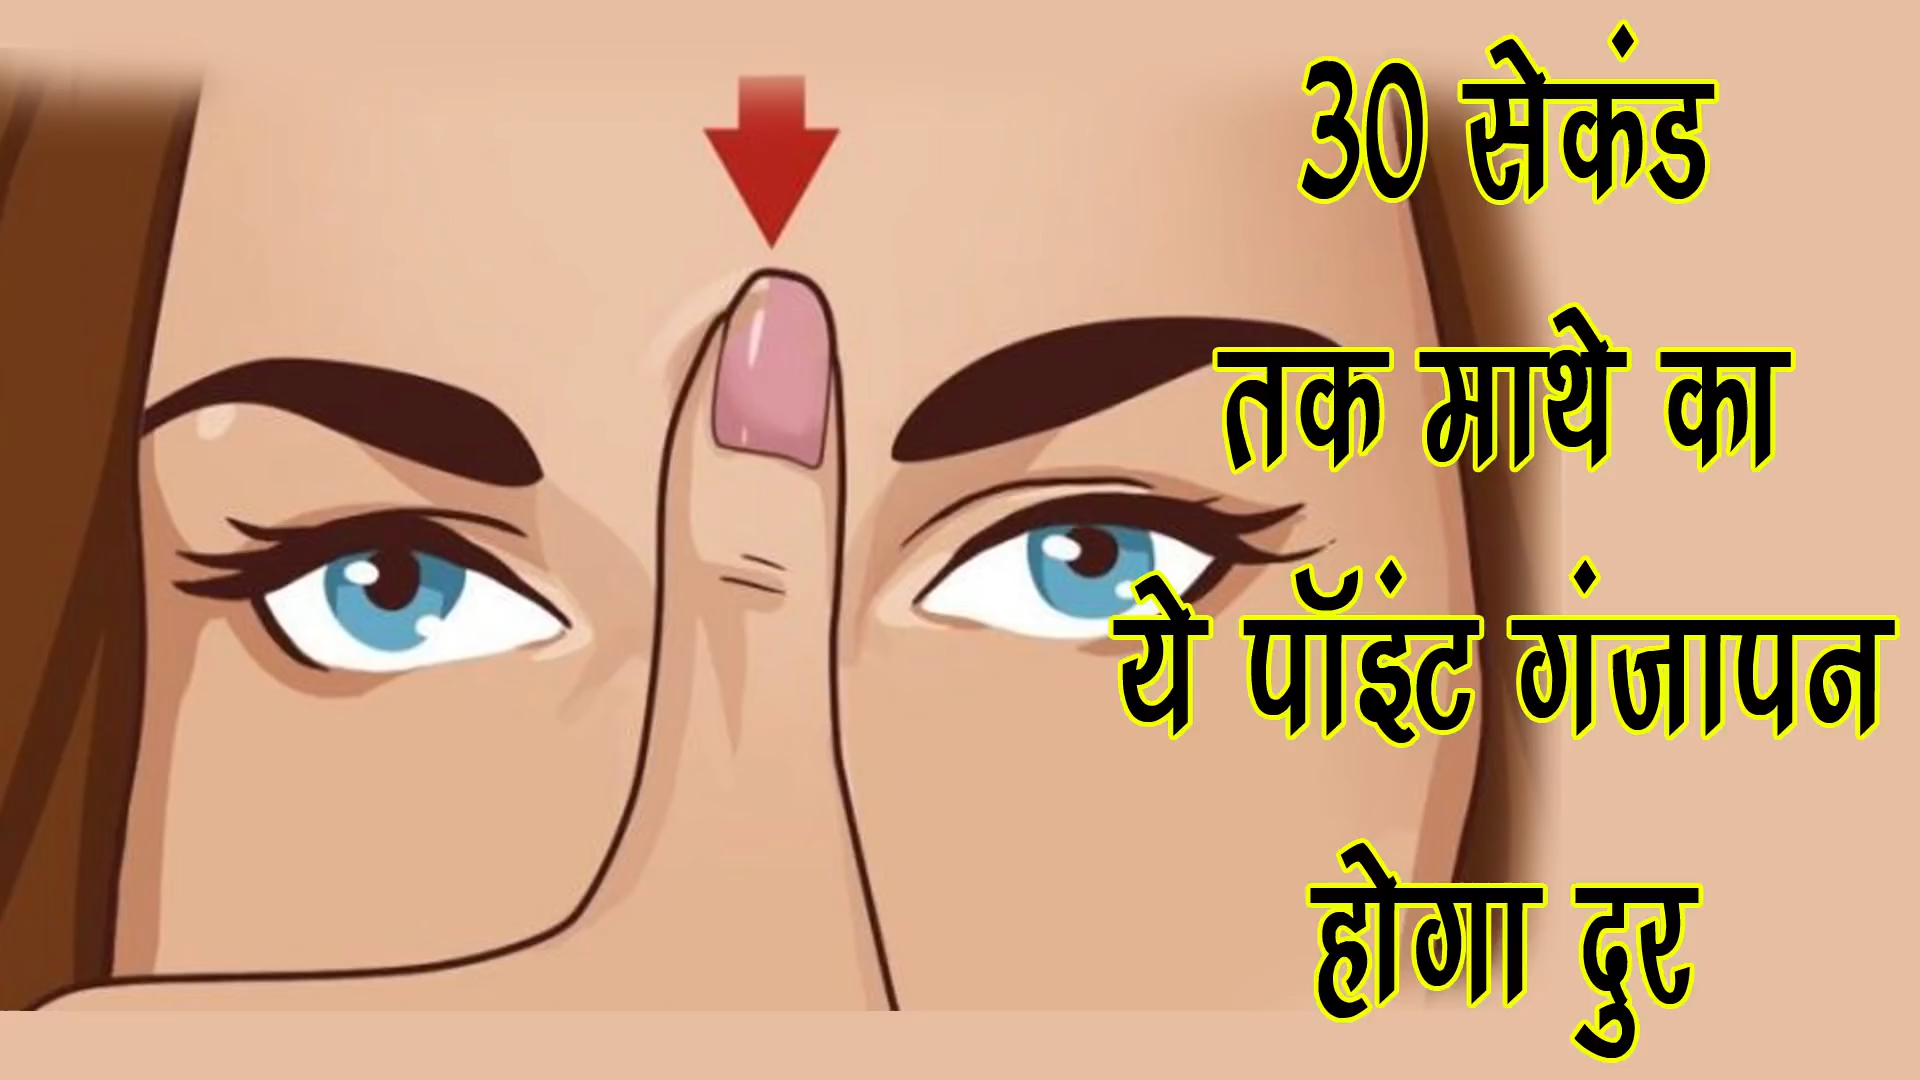 30 सेकंड
तक माथे का
ये पॉइंट गंजापन
होगा दुर